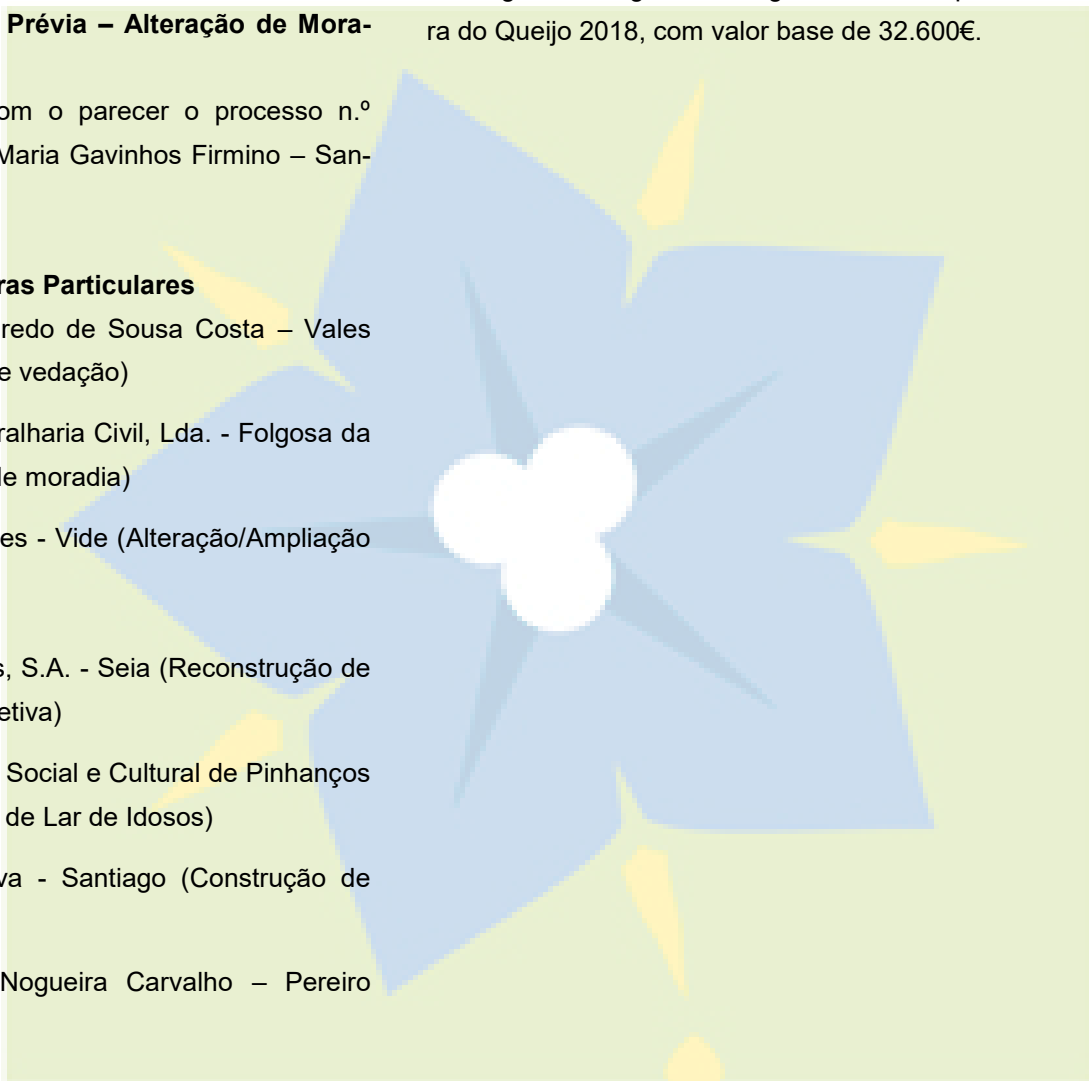 Prévia – Alteração de Mora-
om o parecer o processo n.º
Maria Gavinhos Firmino – San-
ras Particulares
redo de Sousa Costa – Vales
e vedação)
ralharia Civil, Lda. - Folgosa da
de moradia)
es - Vide (Alteração/Ampliação
s, S.A. - Seia (Reconstrução de
etiva)
Social e Cultural de Pinhanços
de Lar de Idosos)
va - Santiago (Construção de
Nogueira Carvalho – Pereiro
ra do Queijo 2018, com valor base de 32.600€.